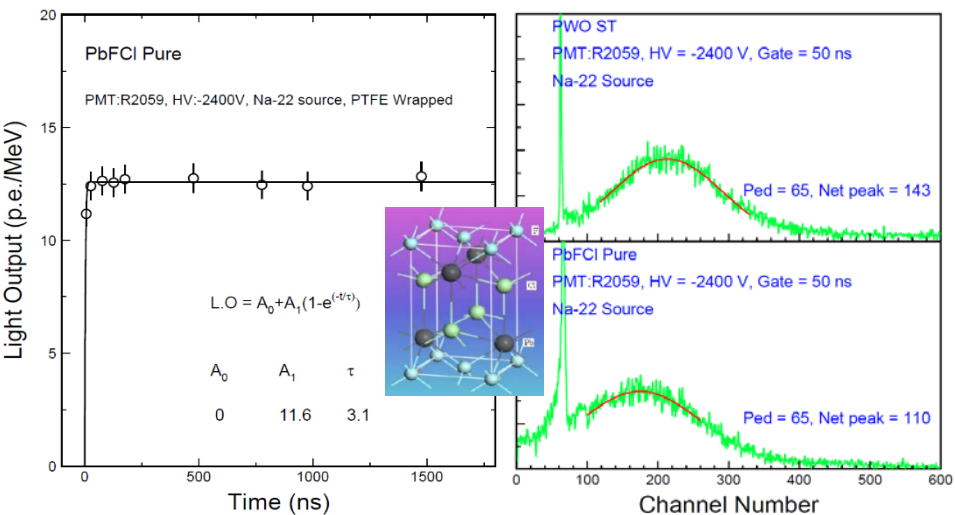 PbFCl Pure
PMT:R2059, HV:-2400V, Na-22 source, PTFE Wrapped
Light Output (p.e./MeV)
20
15
10
5
0
L.O = A0+A1(1-e(-t/τ))
A0 A1 τ
0 11.6 3.1
0 500 1000 1500
Time (ns)
F
Cl
Pb
PWO ST
PMT:R2059, HV = -2400 V, Gate = 50 ns
Na-22 Source
Ped = 65, Net peak = 143
PbFCl Pure
PMT:R2059, HV = -2400 V, Gate = 50 ns
Na-22 Source
Ped = 65, Net peak = 110
0 100 200 300 400 500 600
Channel Number